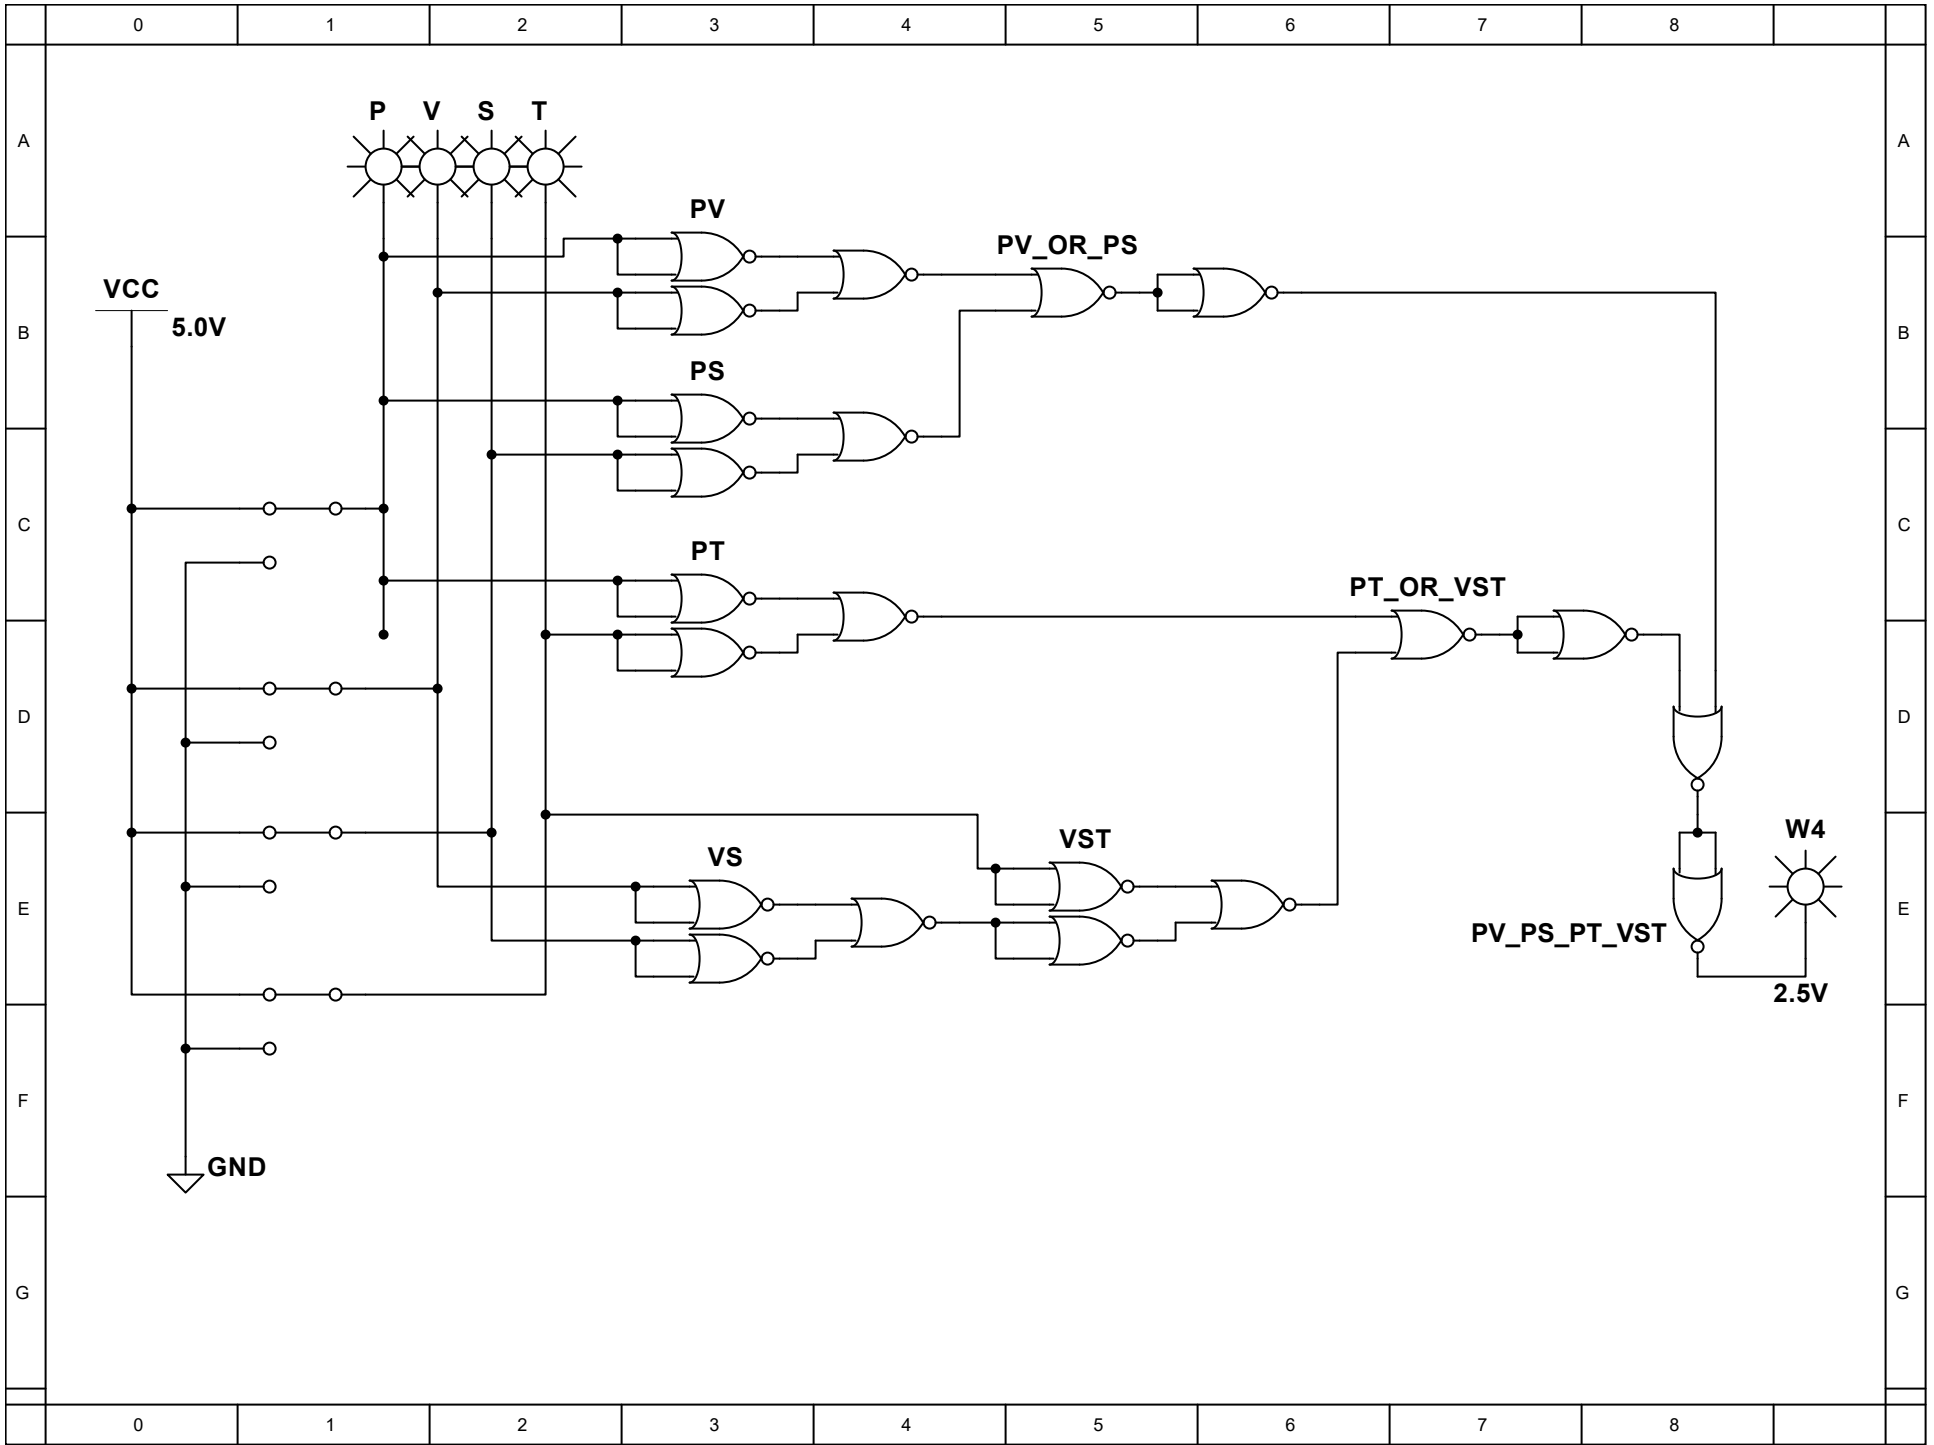 0 1 2 3 4 5 6 7 8
P V S T
A A
PV
PV_OR_PS
VCC
5.0V
B B
PS
C C
PT
PT_OR_VST
D D
VST
W4
VS
E E
PV_PS_PT_VST
2.5V
F F
GND
G G
0 1 2 3 4 5 6 7 8